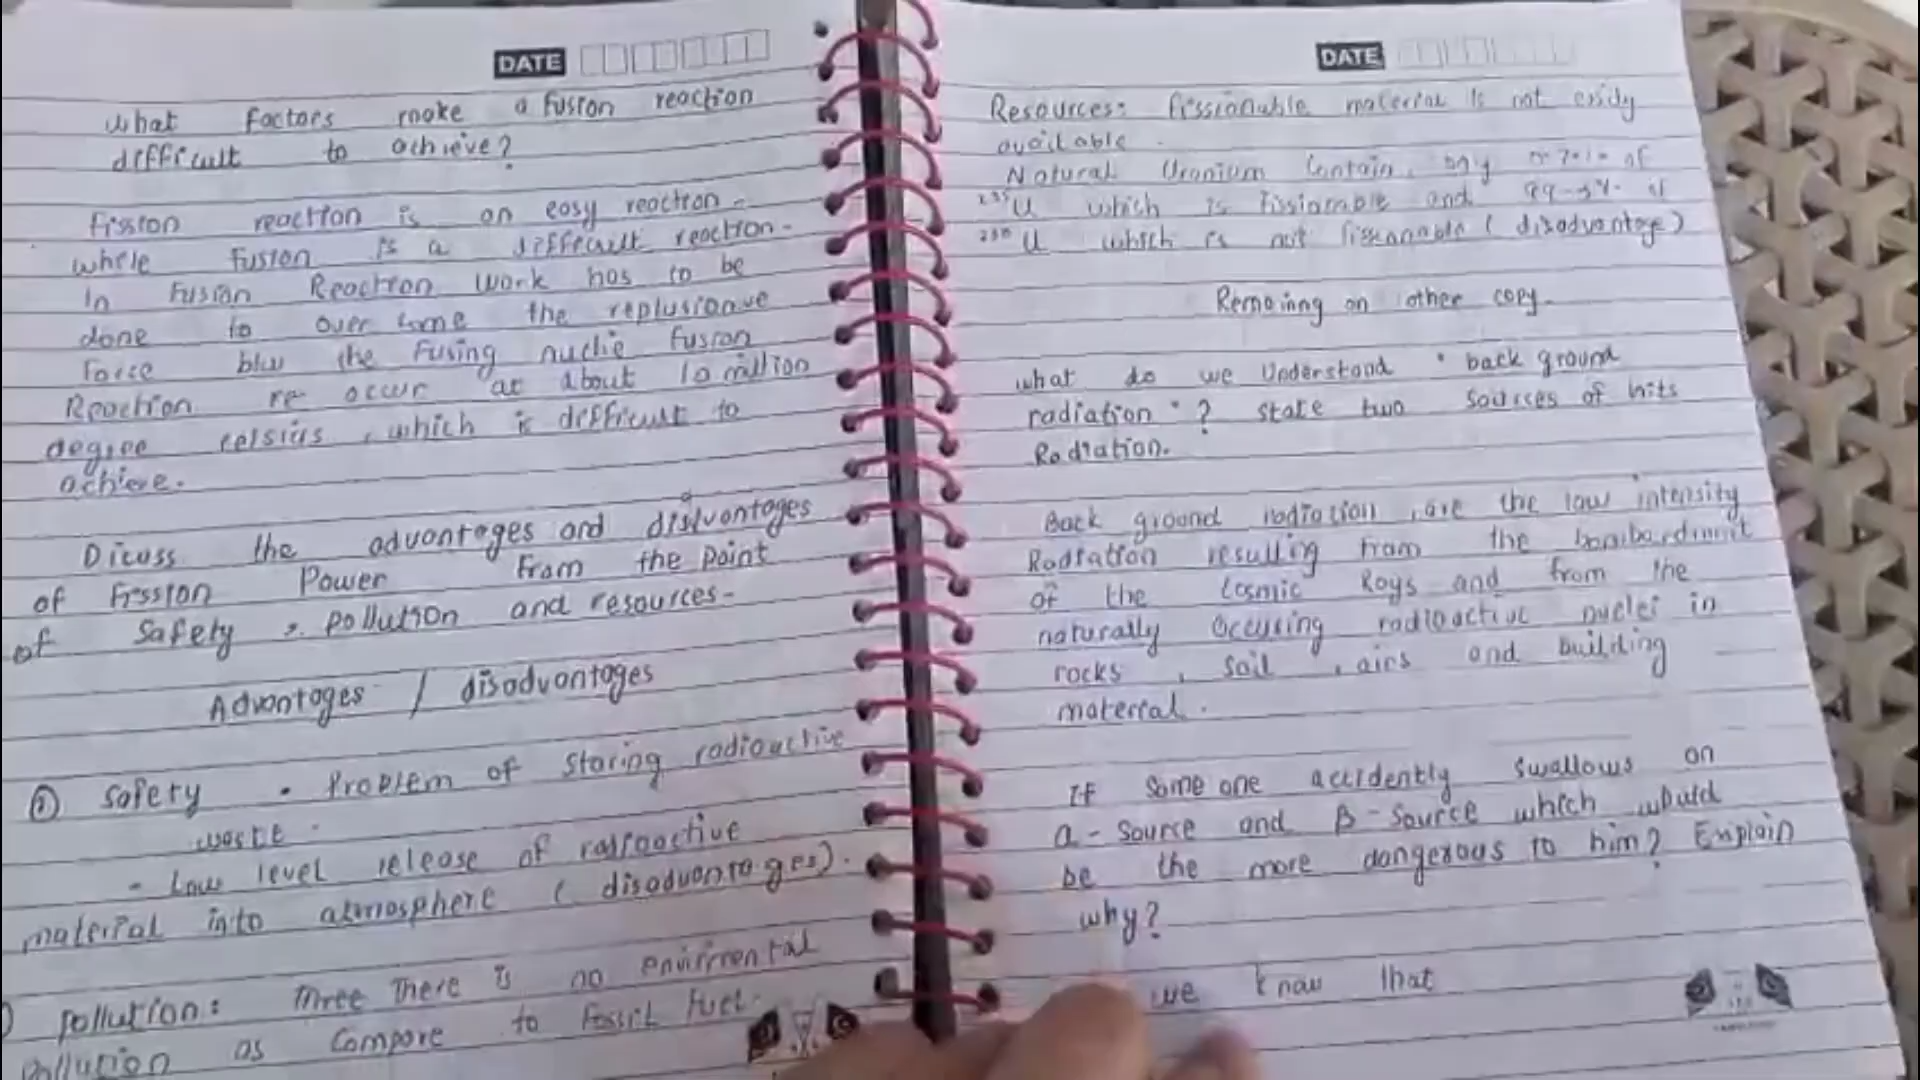 DATE
What factors make a fusion reaction
difficult to achieve?
fission reaction is an easy reaction-
while fusion is a difficult reaction-
In Fusion Reaction work has to be
done to over come the replusionve
force b/w the Fusing nuclie fusion
Reaction re occur at about 10 million
degree celsius, which is difficult to
achieve.
Dicuss the advantages and disadvantages
of Fission Power from the point
of Safety, pollution and resources-
Advantages / disadvantages
① Safety • Problem of storing radioactive
waste.
- Low level release of radioactive
material into atmosphere (disadvantages).
pollution: Three There is no
pollution as compare to Fossil Fuel.
DATE
Resources: fissionable material is not easily
available.
Natural Uranium Contain only of
235U which is fissionable and of
U which is not (disadvantage)
Remaining on other copy-
what do we Understand "back ground
radiation"? state two sources of hits
Radiation.
Back ground radiation, are the low intensity
Radiation resulting from the
of the Cosmic Rays and from the
naturally occusing radioactive nuclei in
rocks, soil, airs and building
material.
If Some one accidently swallows an
a-source and β-source which would
be the more dangerous to him? Explain
why?
we know that